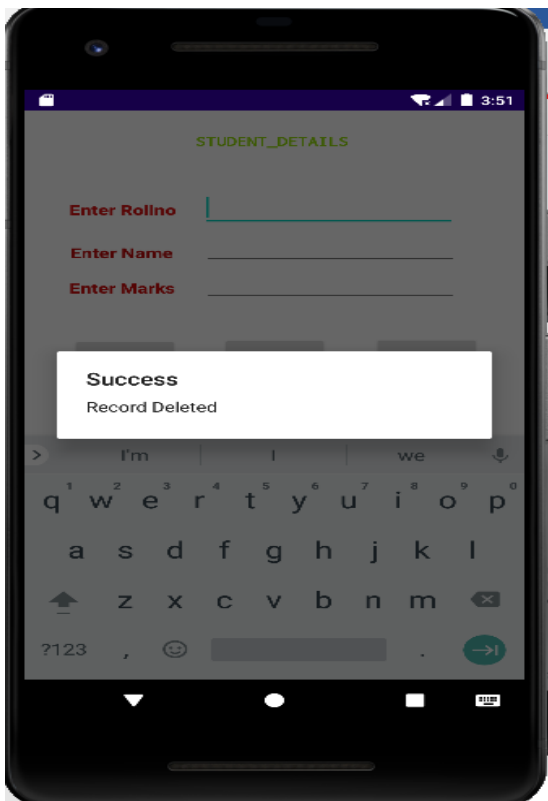 3:51
STUDENT_DETAILS
Enter Rollno
Enter Name
Enter Marks
Success
Record Deleted
I'm I we
q 1 w 2 e 3 r 4 t 5 y 6 u 7 i 8 o 9 p 0
a s d f g h j k l
z x c v b n m
?123 , .